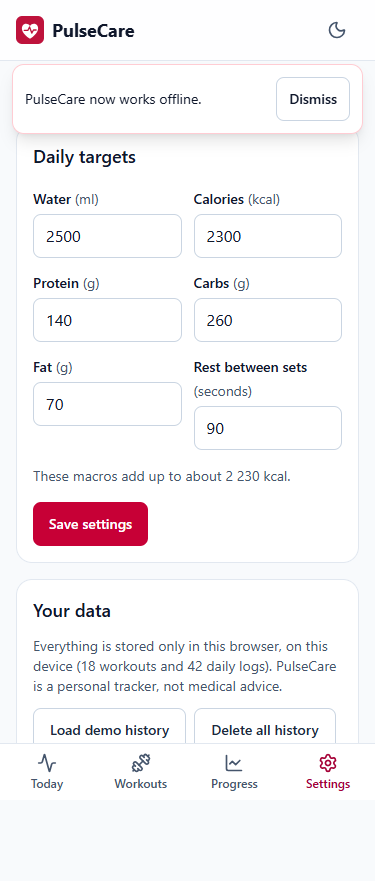 PulseCare
PulseCare now works offline.
Dismiss
Daily targets
Water (ml)
Calories (kcal)
2500
2300
Protein (g)
Carbs (g)
140
260
Fat (g)
Rest between sets
(seconds)
70
90
These macros add up to about 2 230 kcal.
Save settings
Your data
Everything is stored only in this browser, on this
device (18 workouts and 42 daily logs). PulseCare
is a personal tracker, not medical advice.
Load demo history
Delete all history
Today
Workouts
Progress
Settings